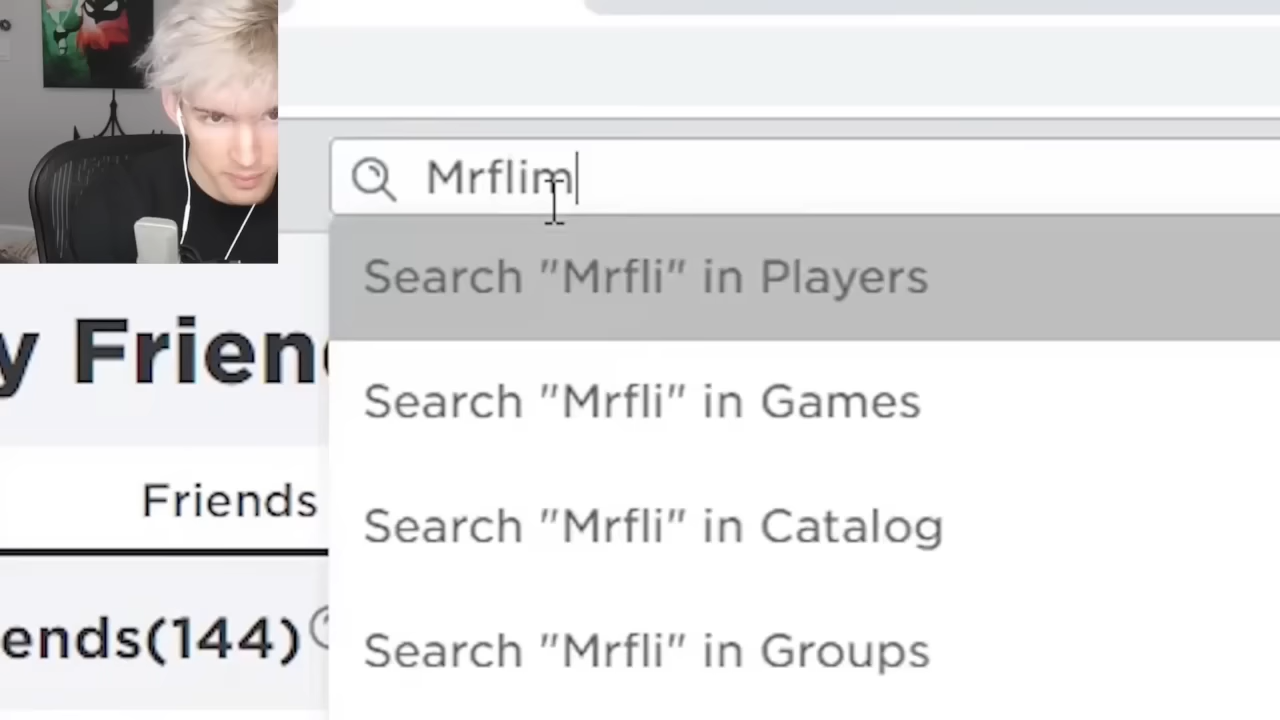 Mrflim
Search "Mrfli" in Players
y Frien
Search "Mrfli" in Games
Friends
Search "Mrfli" in Catalog
ends(144)
Search "Mrfli" in Groups